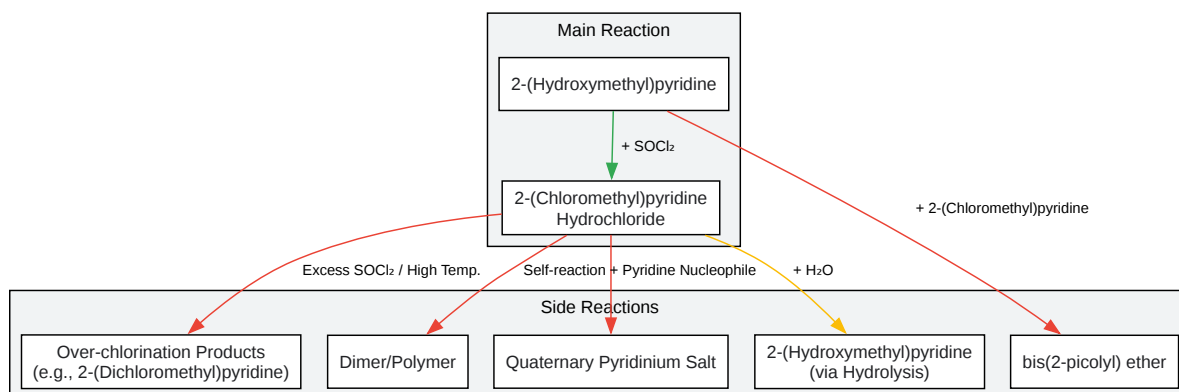 Main Reaction
2-(Hydroxymethyl)pyridine
+ SOCl₂
2-(Chloromethyl)pyridine
Hydrochloride
+ 2-(Chloromethyl)pyridine
Excess SOCl₂ / High Temp.
Self-reaction
+ Pyridine Nucleophile
+ H₂O
Side Reactions
Over-chlorination Products
(e.g., 2-(Dichloromethyl)pyridine)
Dimer/Polymer
Quaternary Pyridinium Salt
2-(Hydroxymethyl)pyridine
(via Hydrolysis)
bis(2-picolyl) ether